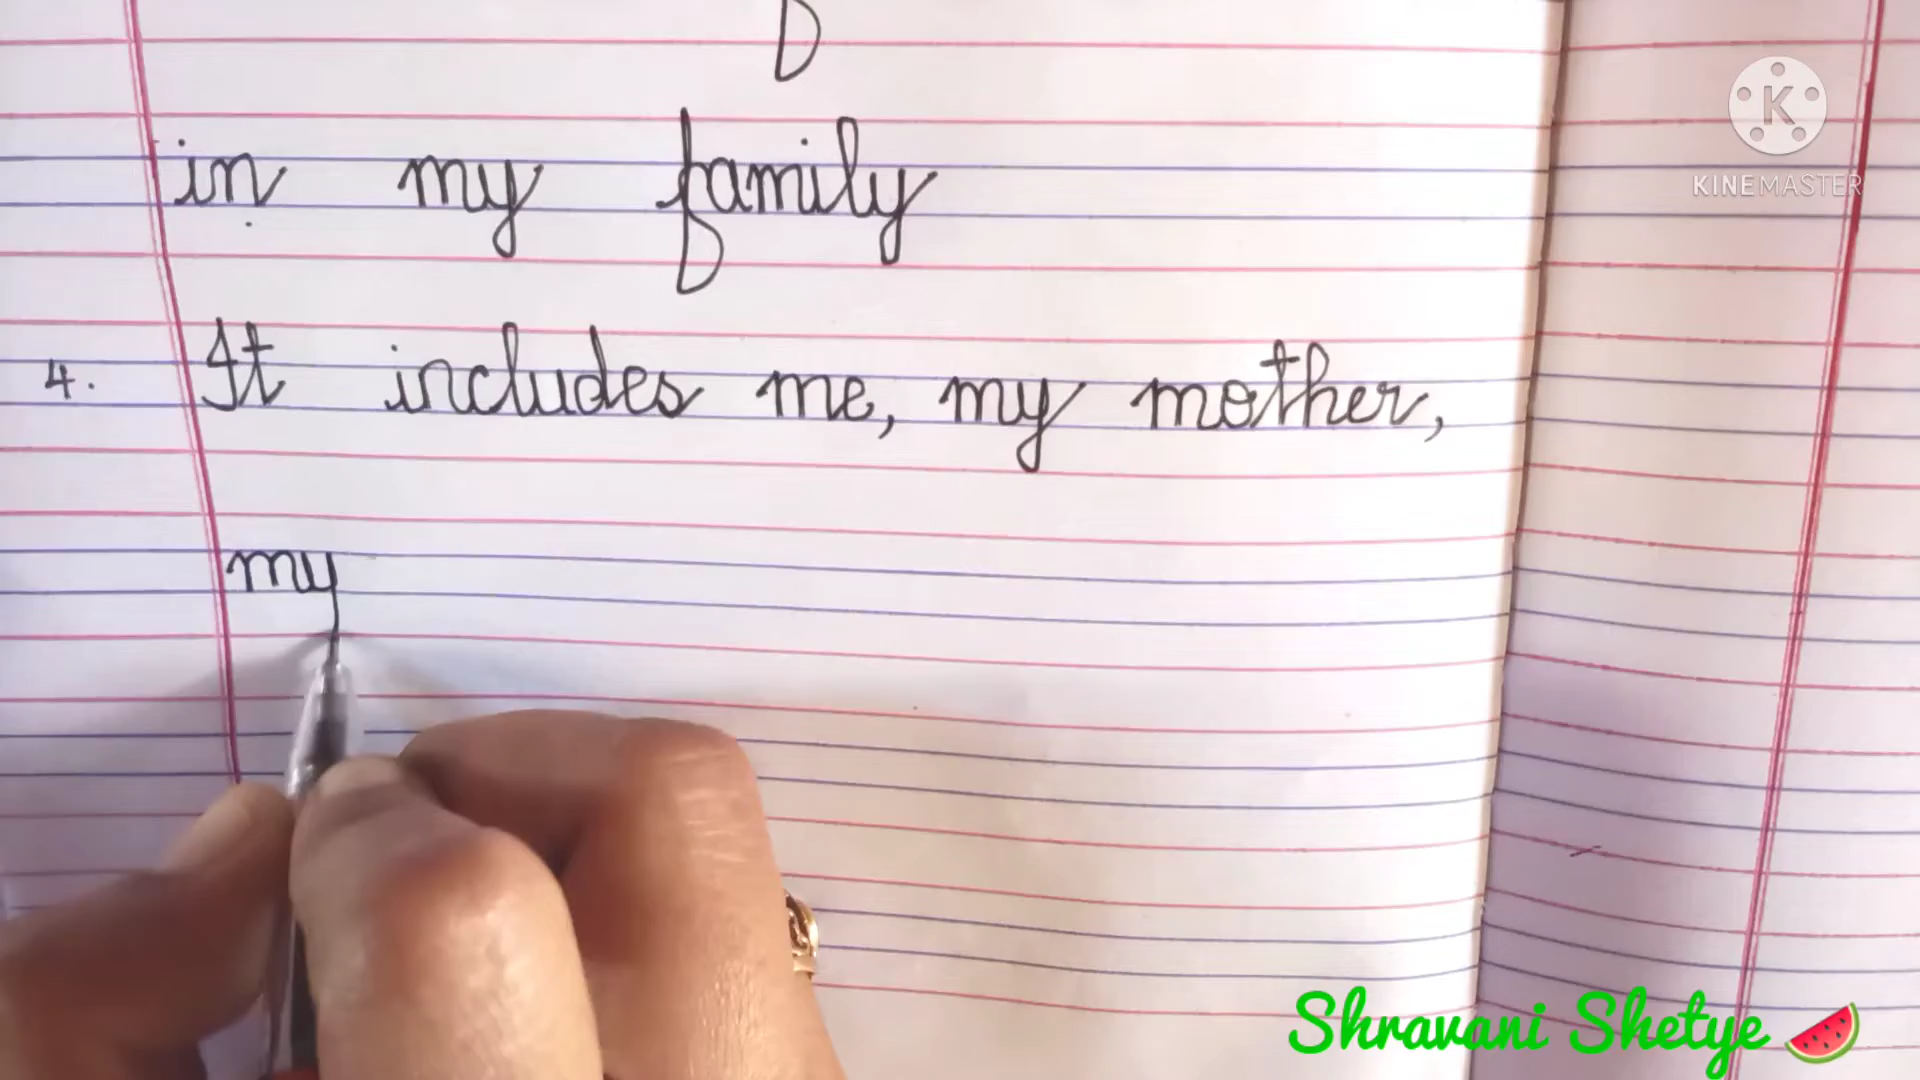 in my family
4. It includes me, my mother,
my
KINEMASTER
Shravani Shetye